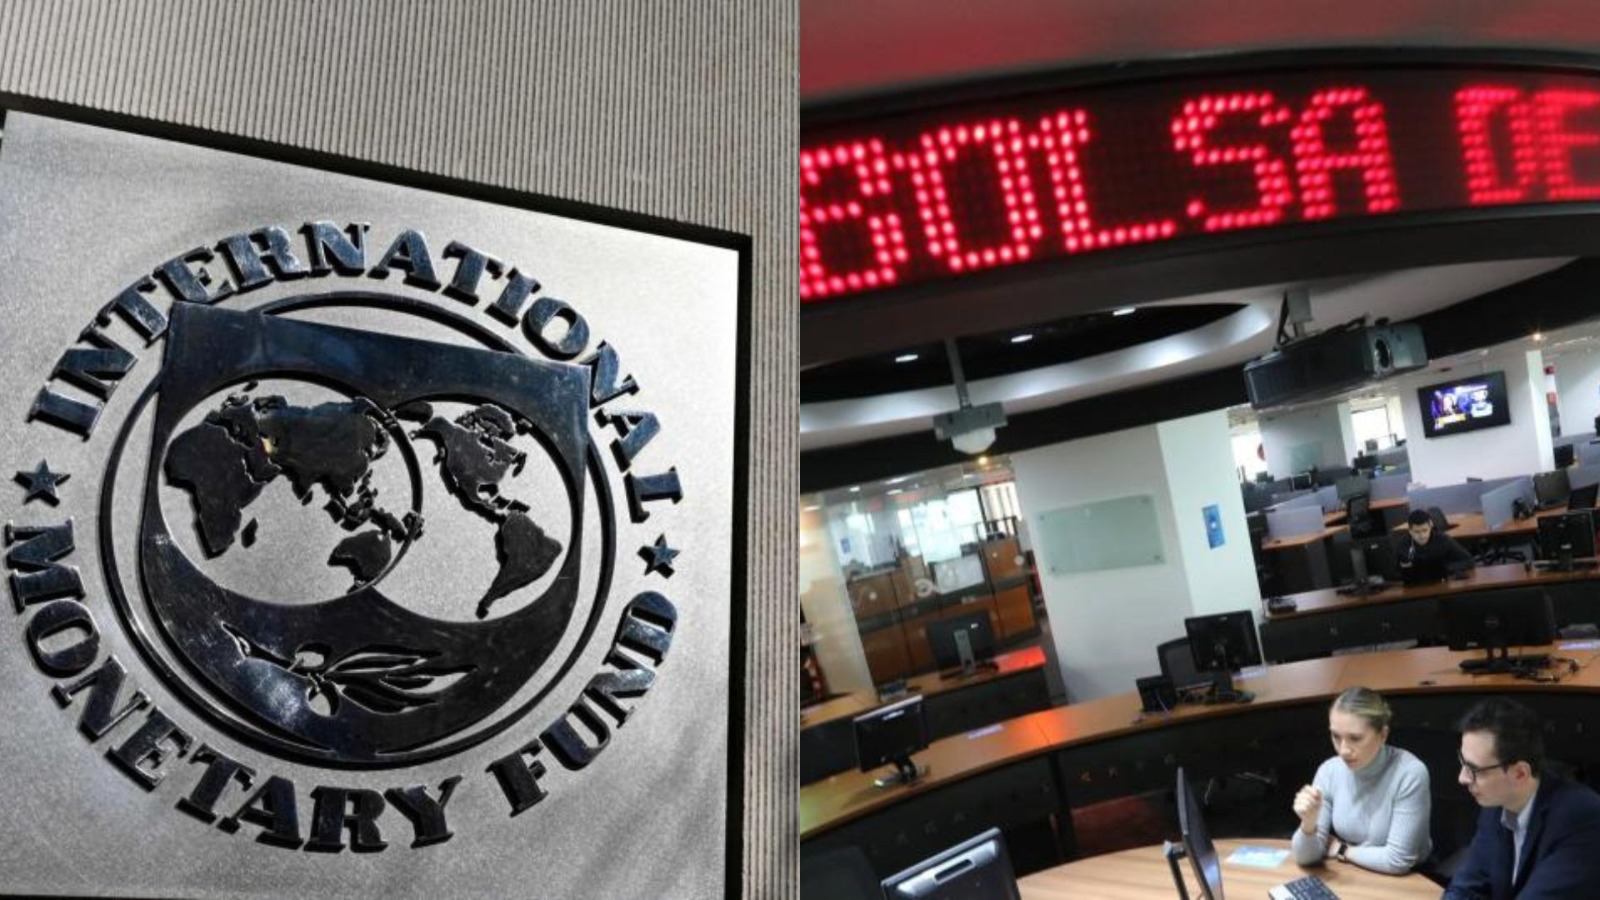 INTERNATIONAL
MONETARY FUND
BOLSA DE